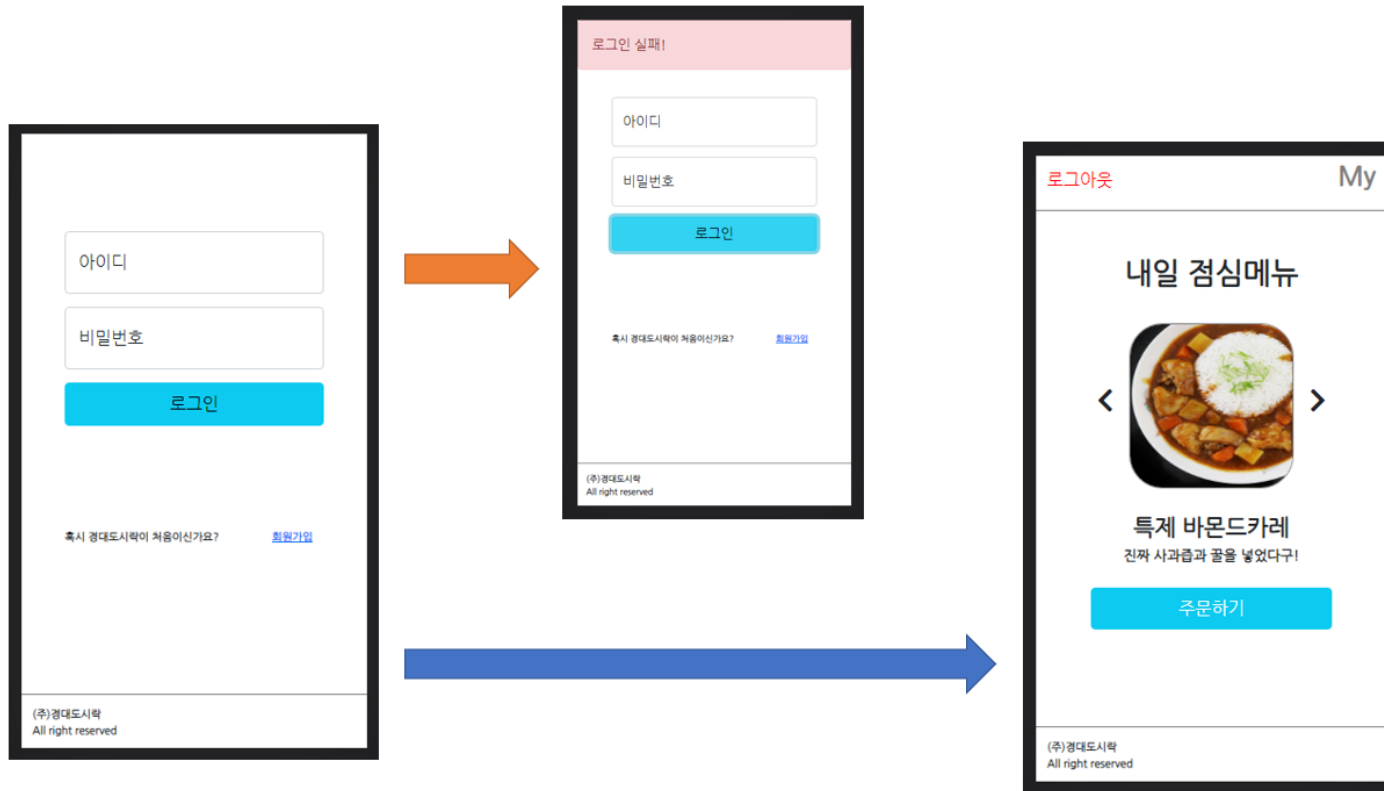 아이디
비밀번호
로그인
혹시 경대도시락이 처음이신가요? 회원가입
(주)경대도시락
All right reserved
로그인 실패!
아이디
비밀번호
로그인
혹시 경대도시락이 처음이신가요? 회원가입
(주)경대도시락
All right reserved
로그아웃 My
내일 점심메뉴
특제 바몬드카레
진짜 사과즙과 꿀을 넣었다구!
주문하기
(주)경대도시락
All right reserved